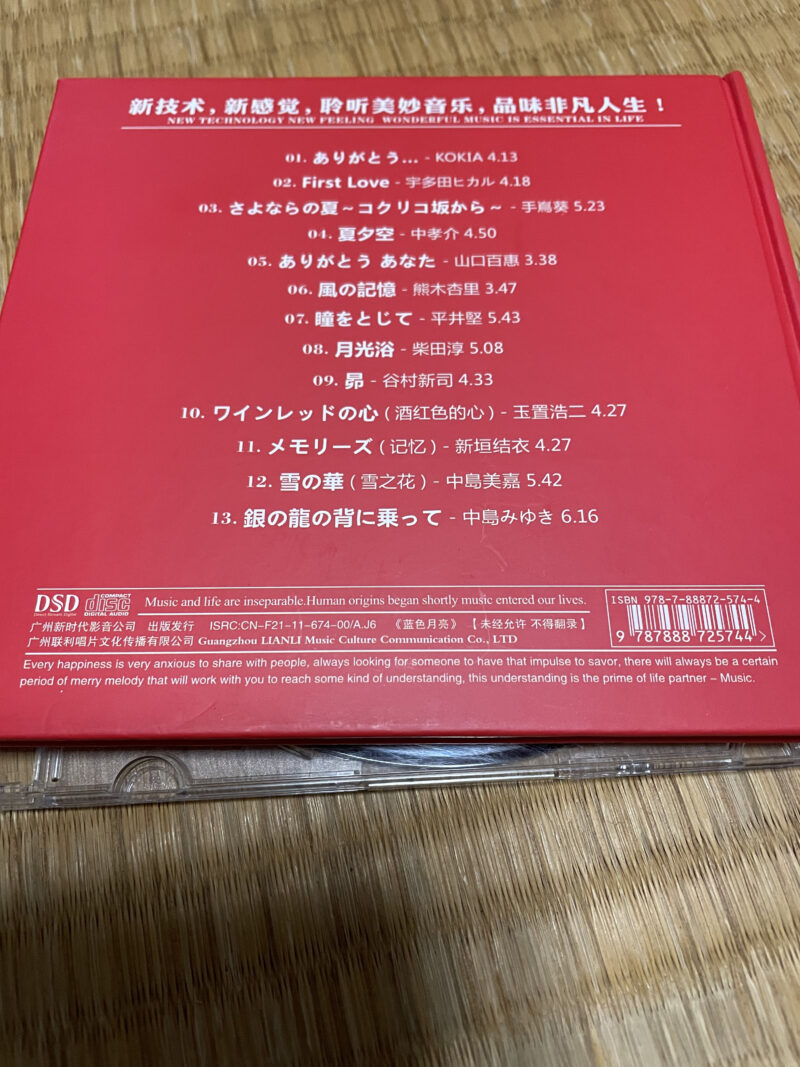 新技术，新感觉，聆听美妙音乐，品味非凡人生！
NEW TECHNOLOGY NEW FEELING WONDERFUL MUSIC IS ESSENTIAL IN LIFE
01. ありがとう... - KOKIA 4.13
02. First Love - 宇多田ヒカル 4.18
03. さよならの夏～コクリコ坂から～ - 手嶌葵 5.23
04. 夏夕空 - 中孝介 4.50
05. ありがとう あなた - 山口百惠 3.38
06. 風の記憶 - 熊木杏里 3.47
07. 瞳をとじて - 平井堅 5.43
08. 月光浴 - 柴田淳 5.08
09. 昴 - 谷村新司 4.33
10. ワインレッドの心 ( 酒红色的心 ) - 玉置浩二 4.27
11. メモリーズ ( 记忆 ) - 新垣结衣 4.27
12. 雪の華 ( 雪之花 ) - 中島美嘉 5.42
13. 銀の龍の背に乗って - 中島みゆき 6.16
DSD Direct Stream Digital COMPACT disc DIGITAL AUDIO Music and life are inseparable.Human origins began shortly music entered our lives.
广州新时代影音公司 出版发行 ISRC:CN-F21-11-674-00/A.J6 《蓝色月亮》 【 未经允许 不得翻录 】
广州联利唱片文化传播有限公司 Guangzhou LIANLI Music Culture Communication Co., LTD
ISBN 978-7-88872-574-4
9 787888 725744 >
Every happiness is very anxious to share with people, always looking for someone to have that impulse to savor, there will always be a certain
period of merry melody that will work with you to reach some kind of understanding, this understanding is the prime of life partner – Music.